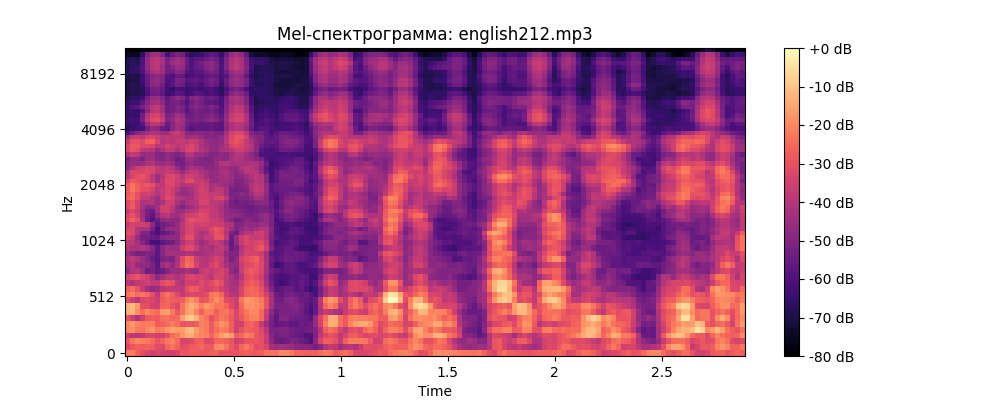 Mel-спектрограмма: english212.mp3
8192
4096
2048
1024
512
0
Hz
0
0.5
1
1.5
2
2.5
Time
+0 dB
-10 dB
-20 dB
-30 dB
-40 dB
-50 dB
-60 dB
-70 dB
-80 dB